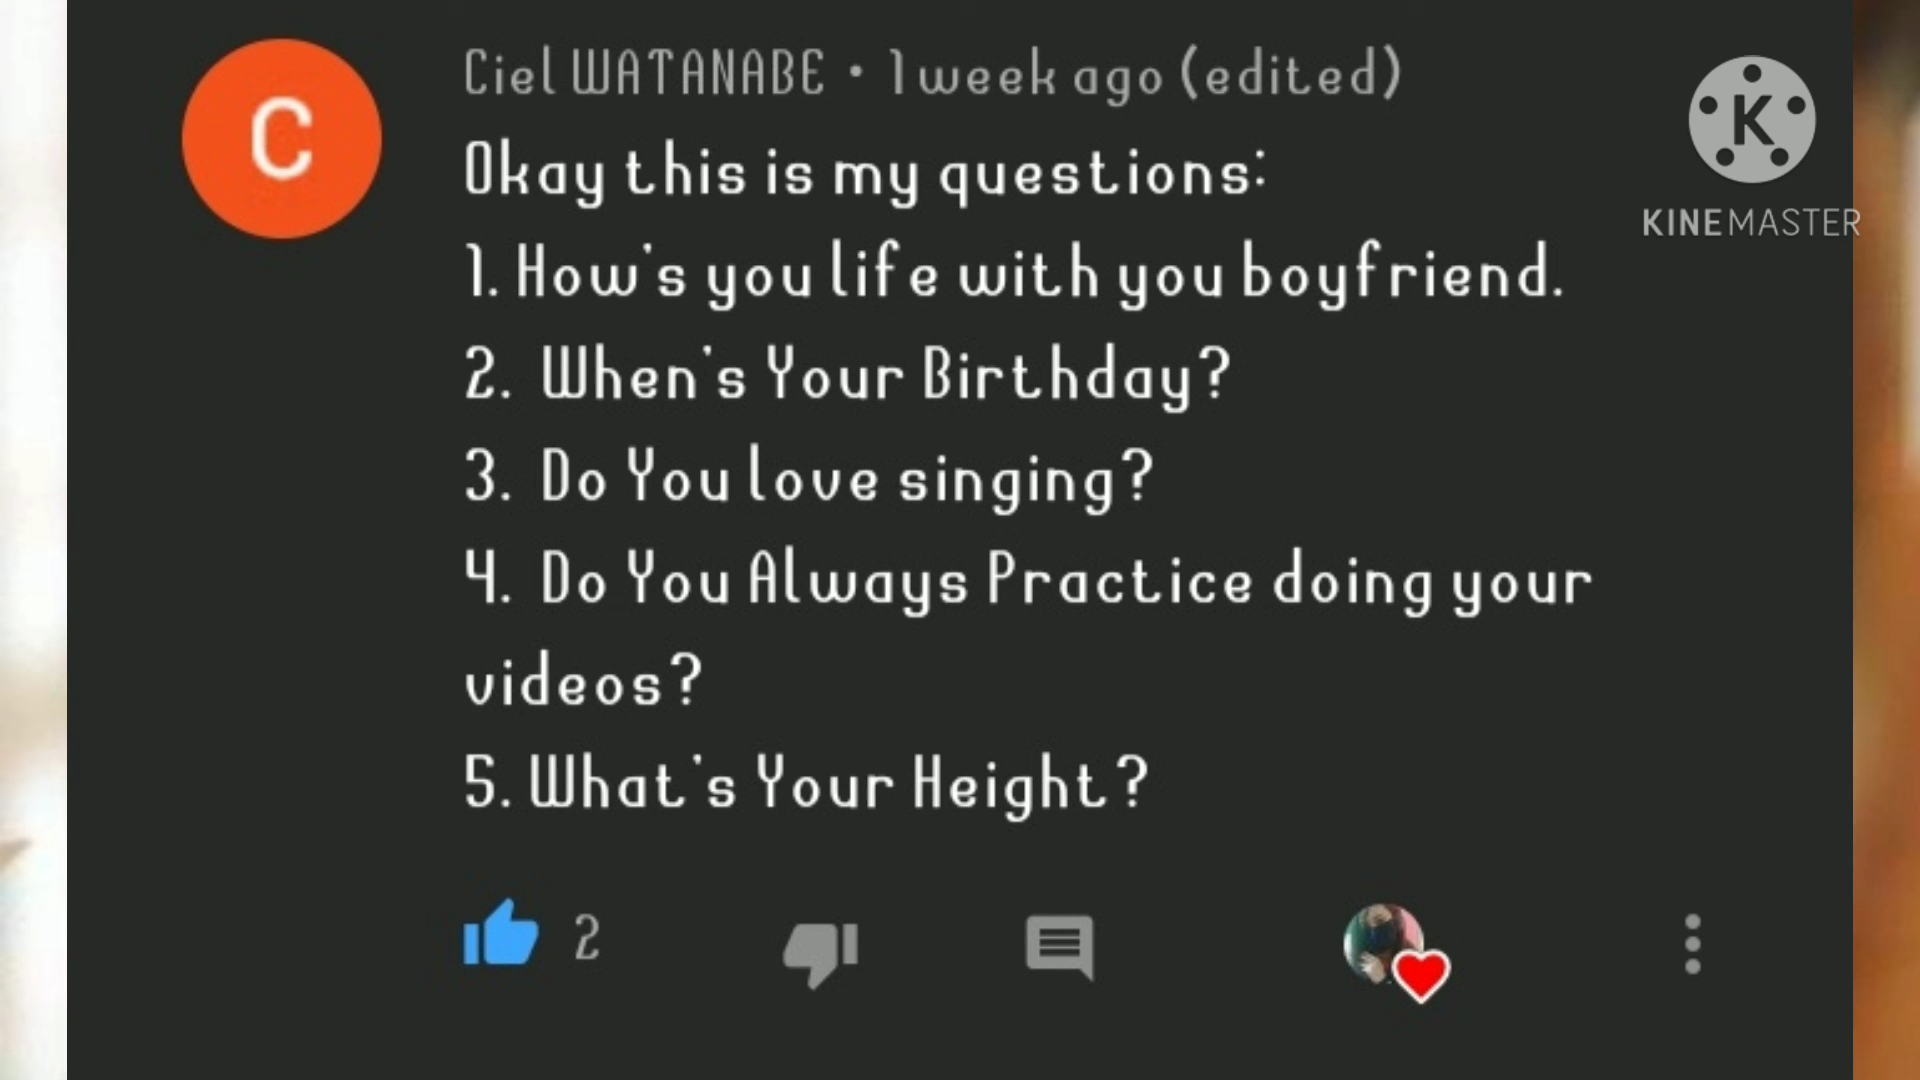 C
Ciel WATANABE • 1 week ago (edited)
Okay this is my questions:
1. How's you life with you boyfriend.
2. When's Your Birthday?
3. Do You love singing?
4. Do You Always Practice doing your
videos?
5. What's Your Height?
2
K
KINEMASTER